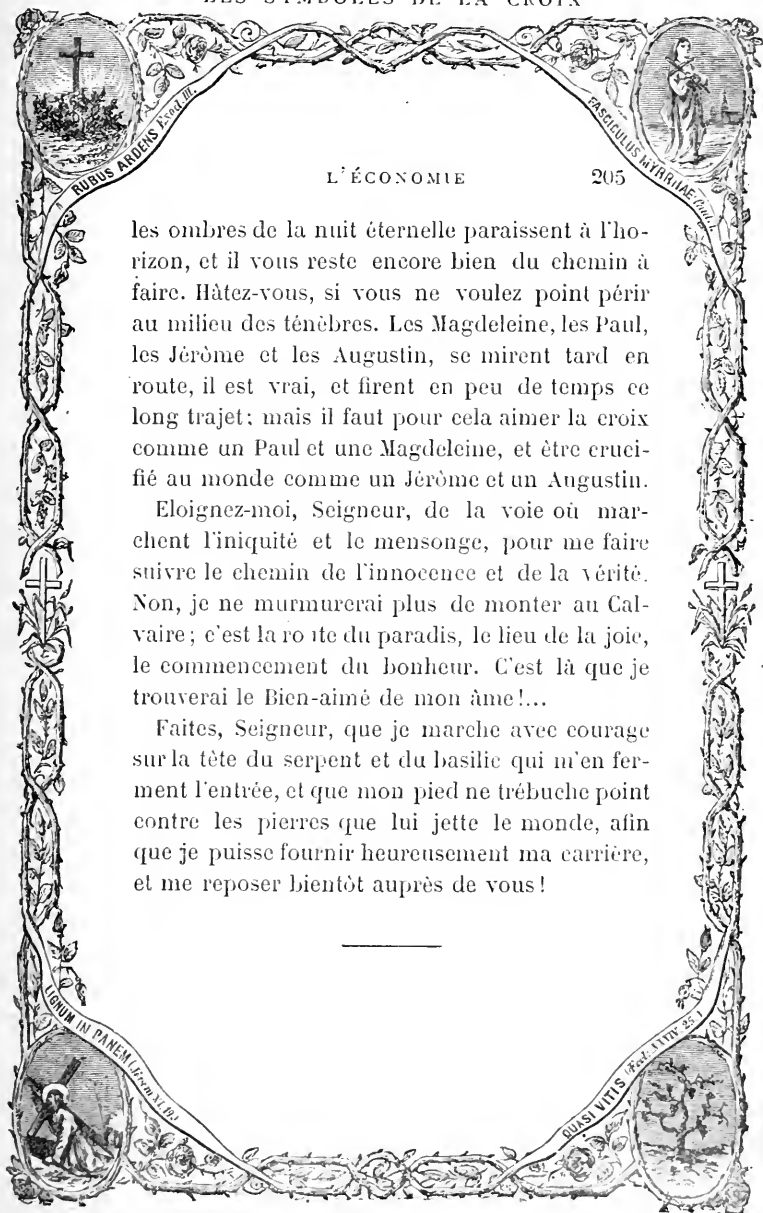 DES SYMBOLES DE LA CROIX
RUBUS ARDENS Exod. III.
FASCICULUS MYRRHAE Cant. I.
L'ÉCONOMIE 205
les ombres de la nuit éternelle paraissent à l'ho-
rizon, et il vous reste encore bien du chemin à
faire. Hâtez-vous, si vous ne voulez point périr
au milieu des ténèbres. Les Magdeleine, les Paul,
les Jérôme et les Augustin, se mirent tard en
route, il est vrai, et firent en peu de temps ce
long trajet; mais il faut pour cela aimer la croix
comme un Paul et une Magdeleine, et être cruci-
fié au monde comme un Jérôme et un Augustin.
Eloignez-moi, Seigneur, de la voie où mar-
chent l'iniquité et le mensonge, pour me faire
suivre le chemin de l'innocence et de la vérité.
Non, je ne murmurerai plus de monter au Cal-
vaire; c'est la ro te du paradis, le lieu de la joie,
le commencement du bonheur. C'est là que je
trouverai le Bien-aimé de mon âme!...
Faites, Seigneur, que je marche avec courage
sur la tête du serpent et du basilic qui m'en fer-
ment l'entrée, et que mon pied ne trébuche point
contre les pierres que lui jette le monde, afin
que je puisse fournir heureusement ma carrière,
et me reposer bientôt auprès de vous!
LIGNUM IN PANEM (Jérém XI. 19.)
QUASI VITIS (Eccl. XXIV. 25.)